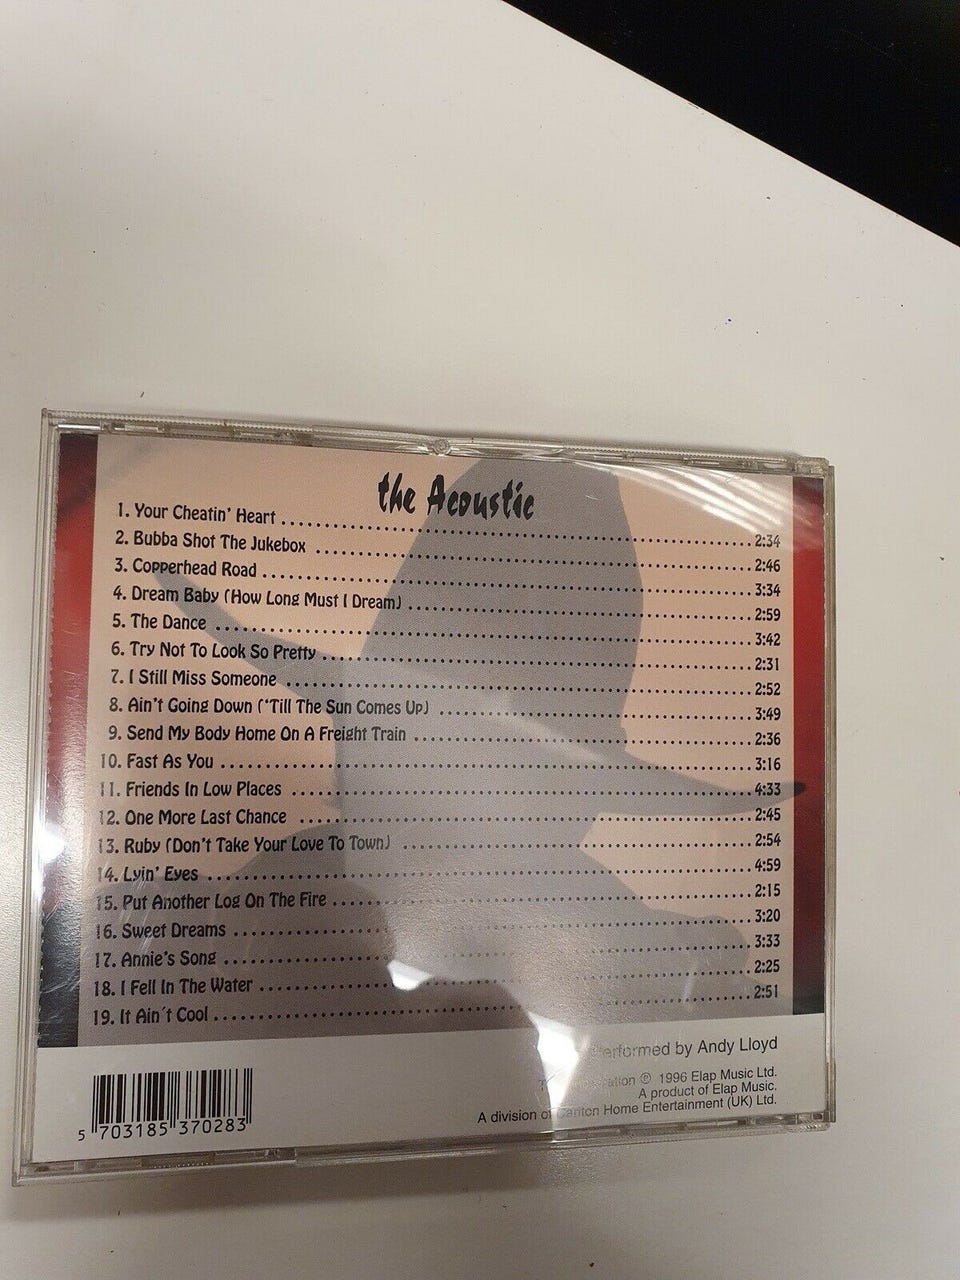 the Acoustic
1. Your Cheatin' Heart .......... 2:34
2. Bubba Shot The Jukebox .......... 2:46
3. Copperhead Road .......... 3:34
4. Dream Baby (How Long Must I Dream) .......... 2:59
5. The Dance .......... 3:42
6. Try Not To Look So Pretty .......... 2:31
7. I Still Miss Someone .......... 2:52
8. Ain't Going Down ('Till The Sun Comes Up) .......... 3:49
9. Send My Body Home On A Freight Train .......... 2:36
10. Fast As You .......... 3:16
11. Friends In Low Places .......... 4:33
12. One More Last Chance .......... 2:45
13. Ruby (Don't Take Your Love To Town) .......... 2:54
14. Lyin' Eyes .......... 4:59
15. Put Another Log On The Fire .......... 2:15
16. Sweet Dreams .......... 3:20
17. Annie's Song .......... 3:33
18. I Fell In The Water .......... 2:25
19. It Ain't Cool .......... 2:51
Performed by Andy Lloyd
℗ 1996 Elap Music Ltd.
A product of Elap Music.
A division of Carlton Home Entertainment (UK) Ltd.
5 703185 370283